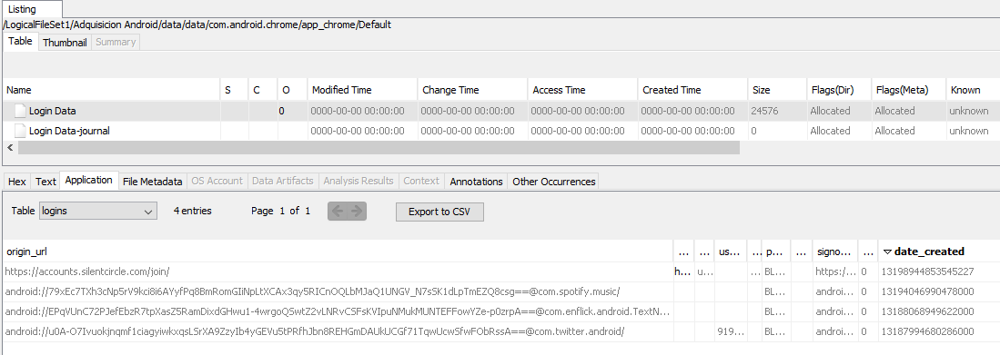 Listing
/LogicalFileSet1/Adquisicion Android/data/data/com.android.chrome/app_chrome/Default
Table Thumbnail Summary
Name S C O Modified Time Change Time Access Time Created Time Size Flags(Dir) Flags(Meta) Known
Login Data 0 0000-00-00 00:00:00 0000-00-00 00:00:00 0000-00-00 00:00:00 0000-00-00 00:00:00 24576 Allocated Allocated unknown
Login Data-journal 0000-00-00 00:00:00 0000-00-00 00:00:00 0000-00-00 00:00:00 0000-00-00 00:00:00 0 Allocated Allocated unknown
Hex Text Application File Metadata OS Account Data Artifacts Analysis Results Context Annotations Other Occurrences
Table logins 4 entries Page 1 of 1 Export to CSV
origin_url ... ... us... ... p... ... signo... ... date_created
https://accounts.silentcircle.com/join/ h... u... BL... https:/... 0 13198944853545227
android://79xEc7TXh3cNp5rV9kci8i6AYyfPq8BmRomGIiNpLtXCAx3qy5RICnOQLbMJaQ1UNGV_N7sSK1dLpTmEZQ8csg==@com.spotify.music/ BL... androi... 0 13194046990478000
android://EPqVUnC72PJefEbzR7tpXasZ5RamDixdGHwu1-4wrgoQSwtZ2vLNRvCSFsKVIpuNMukMUNTEFFowYZe-p0zrpA==@com.enflick.android.TextN... BL... androi... 0 13188068949622000
android://u0A-O7Ivuokjnqmf1ciagyiwkxqsLSrXA9Zzylb4yGEVu5tPRfhJbn8REHGmDAUkUCGf71TqwUcwSfwFObRssA==@com.twitter.android/ 919... BL... androi... 0 13187994680286000